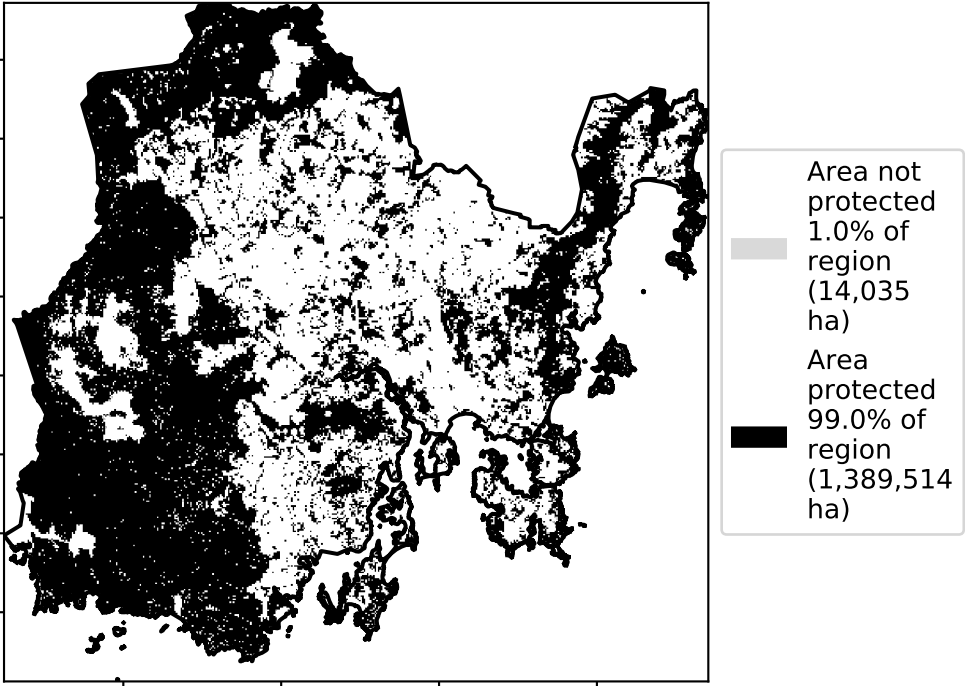 Area not
protected
1.0% of
region
(14,035
ha)
Area
protected
99.0% of
region
(1,389,514
ha)